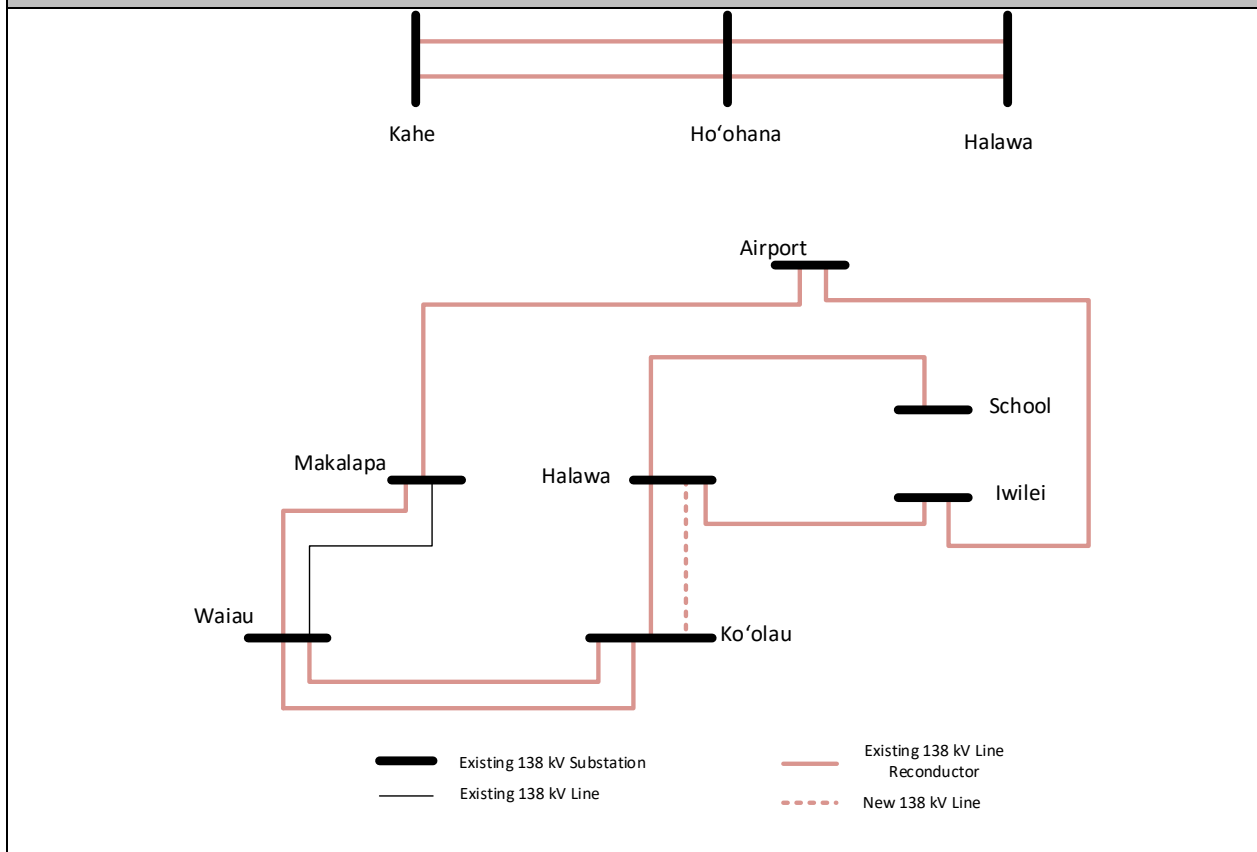 Kahe
Hoʻohana
Halawa
Airport
School
Makalapa
Halawa
Iwilei
Waiau
Koʻolau
Existing 138 kV Substation
Existing 138 kV Line
Existing 138 kV Line
Reconductor
New 138 kV Line